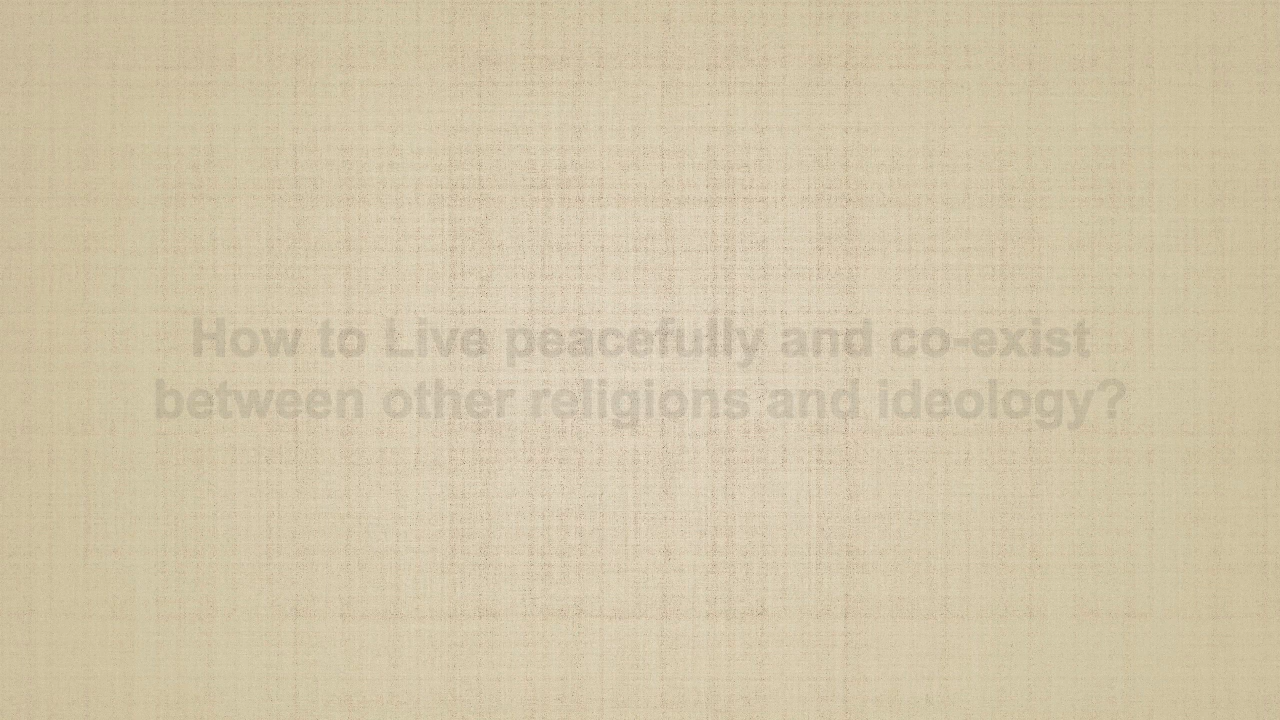 How to Live peacefully and co-exist
between other religions and ideology?